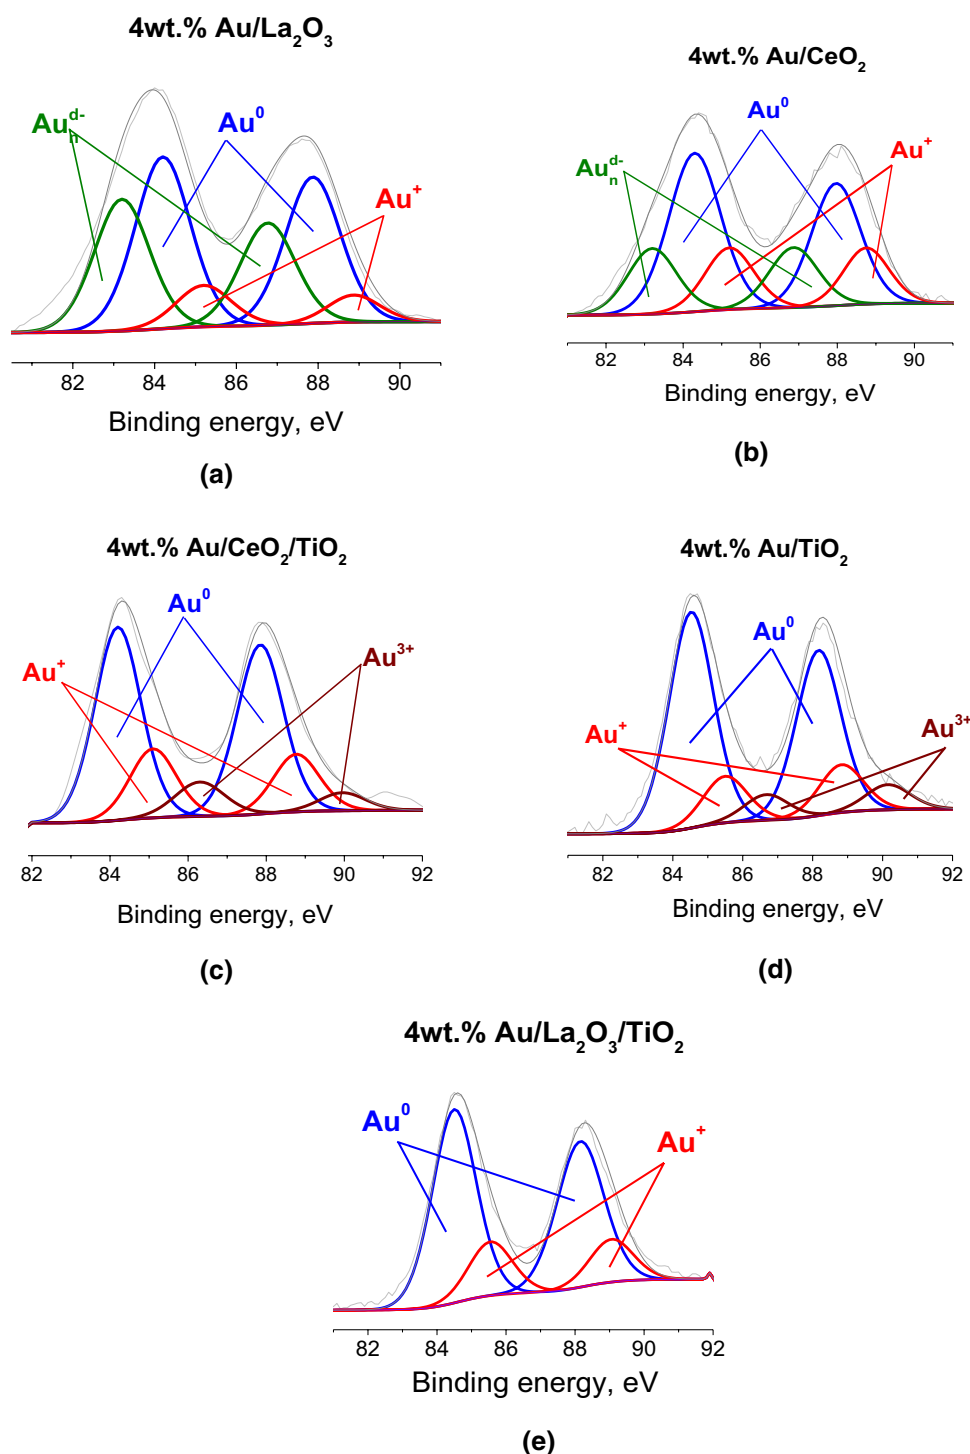 4wt.% Au/La₂O₃
Auₙᵈ⁻
Au⁰
Au⁺
82 84 86 88 90
Binding energy, eV
(a)
4wt.% Au/CeO₂
Au⁰
Au⁺
Auₙᵈ⁻
82 84 86 88 90
Binding energy, eV
(b)
4wt.% Au/CeO₂/TiO₂
Au⁰
Au³⁺
Au⁺
82 84 86 88 90 92
Binding energy, eV
(c)
4wt.% Au/TiO₂
Au⁰
Au⁺
Au³⁺
82 84 86 88 90 92
Binding energy, eV
(d)
4wt.% Au/La₂O₃/TiO₂
Au⁰
Au⁺
82 84 86 88 90 92
Binding energy, eV
(e)